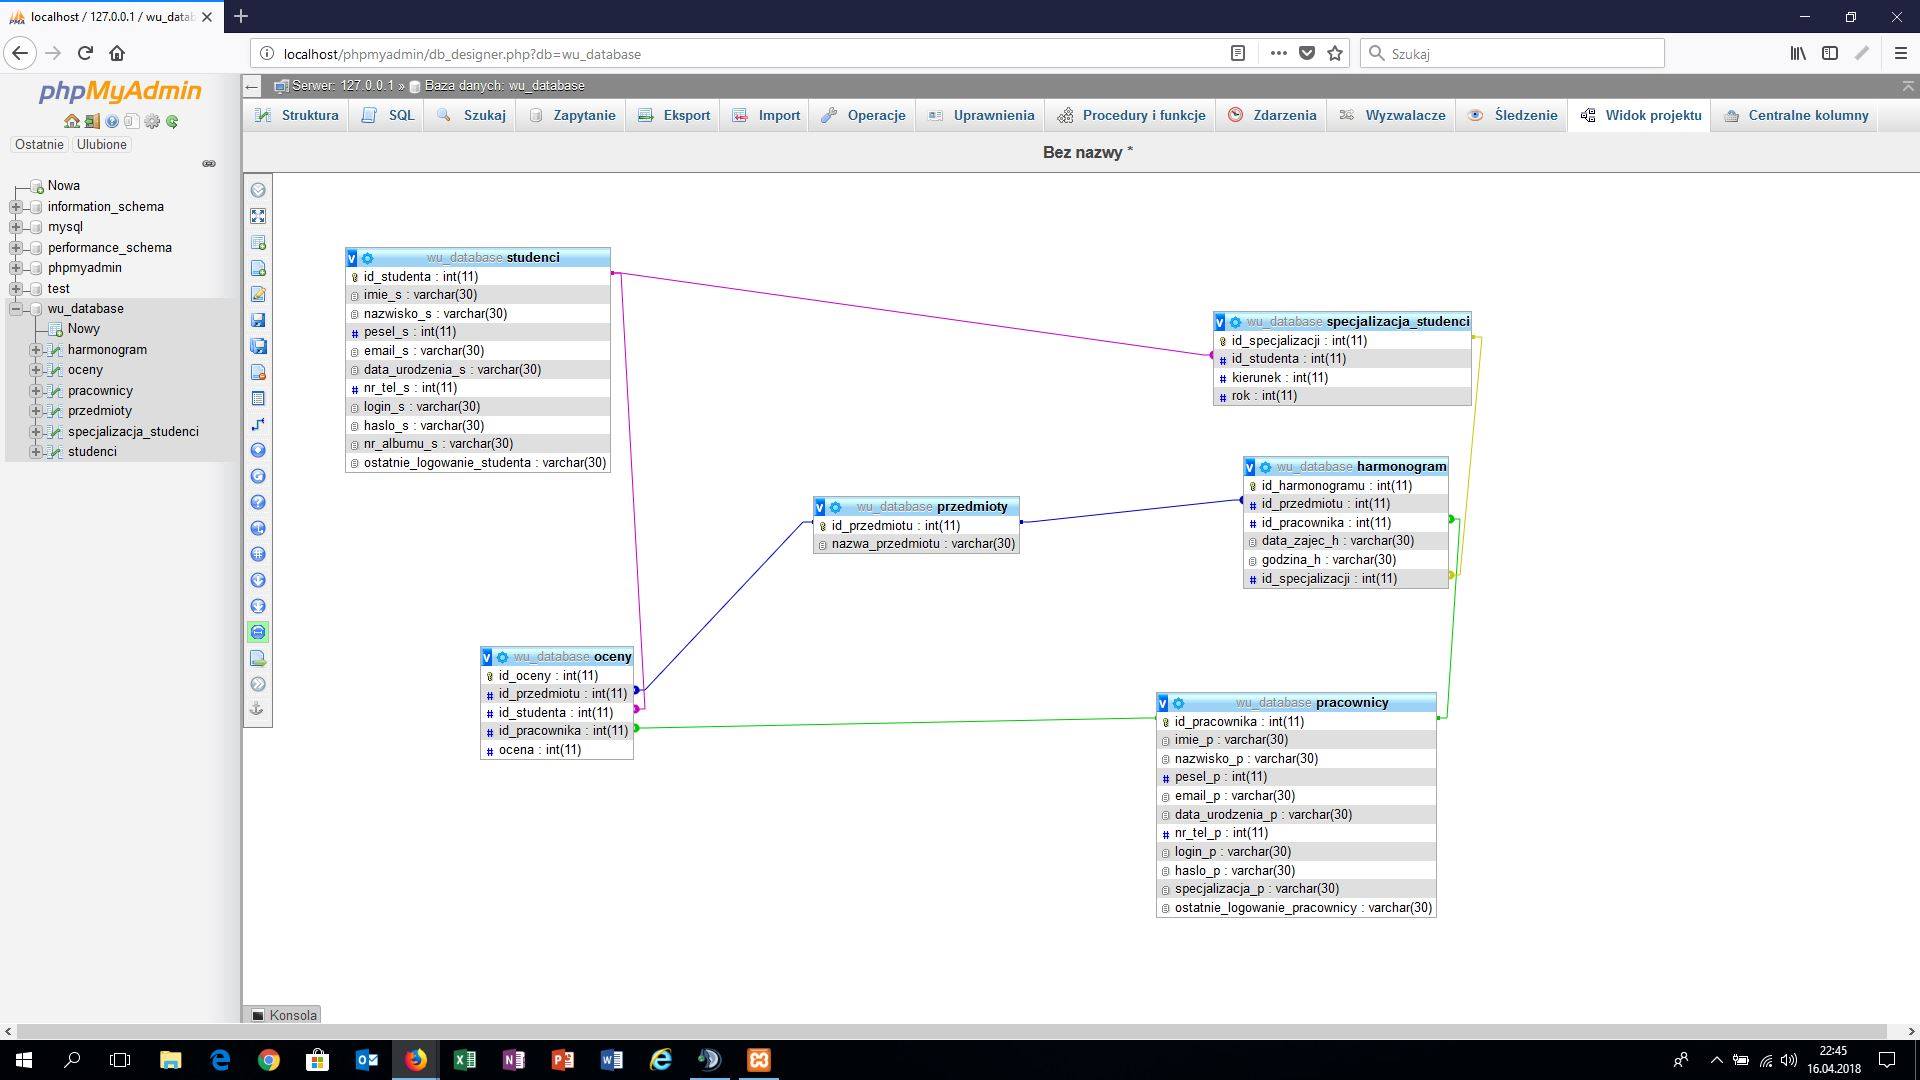 localhost / 127.0.0.1 / wu_datab
localhost/phpmyadmin/db_designer.php?db=wu_database
Szukaj
phpMyAdmin
Ostatnie
Ulubione
Nowa
information_schema
mysql
performance_schema
phpmyadmin
test
wu_database
Nowy
harmonogram
oceny
pracownicy
przedmioty
specjalizacja_studenci
studenci
Serwer: 127.0.0.1 » Baza danych: wu_database
Struktura
SQL
Szukaj
Zapytanie
Eksport
Import
Operacje
Uprawnienia
Procedury i funkcje
Zdarzenia
Wyzwalacze
Śledzenie
Widok projektu
Centralne kolumny
Bez nazwy *
wu_database studenci
id_studenta : int(11)
imie_s : varchar(30)
nazwisko_s : varchar(30)
pesel_s : int(11)
email_s : varchar(30)
data_urodzenia_s : varchar(30)
nr_tel_s : int(11)
login_s : varchar(30)
haslo_s : varchar(30)
nr_albumu_s : varchar(30)
ostatnie_logowanie_studenta : varchar(30)
wu_database specjalizacja_studenci
id_specjalizacji : int(11)
id_studenta : int(11)
kierunek : int(11)
rok : int(11)
wu_database harmonogram
id_harmonogramu : int(11)
id_przedmiotu : int(11)
id_pracownika : int(11)
data_zajec_h : varchar(30)
godzina_h : varchar(30)
id_specjalizacji : int(11)
wu_database przedmioty
id_przedmiotu : int(11)
nazwa_przedmiotu : varchar(30)
wu_database oceny
id_oceny : int(11)
id_przedmiotu : int(11)
id_studenta : int(11)
id_pracownika : int(11)
ocena : int(11)
wu_database pracownicy
id_pracownika : int(11)
imie_p : varchar(30)
nazwisko_p : varchar(30)
pesel_p : int(11)
email_p : varchar(30)
data_urodzenia_p : varchar(30)
nr_tel_p : int(11)
login_p : varchar(30)
haslo_p : varchar(30)
specjalizacja_p : varchar(30)
ostatnie_logowanie_pracownicy : varchar(30)
Konsola
22:45
16.04.2018